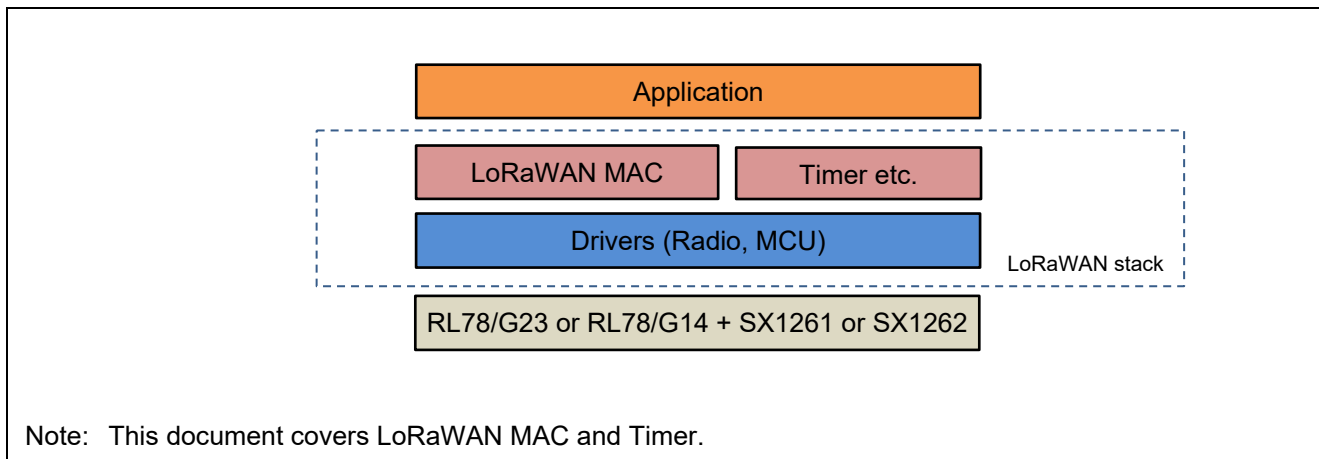 Application
LoRaWAN MAC
Timer etc.
Drivers (Radio, MCU)
LoRaWAN stack
RL78/G23 or RL78/G14 + SX1261 or SX1262
Note: This document covers LoRaWAN MAC and Timer.